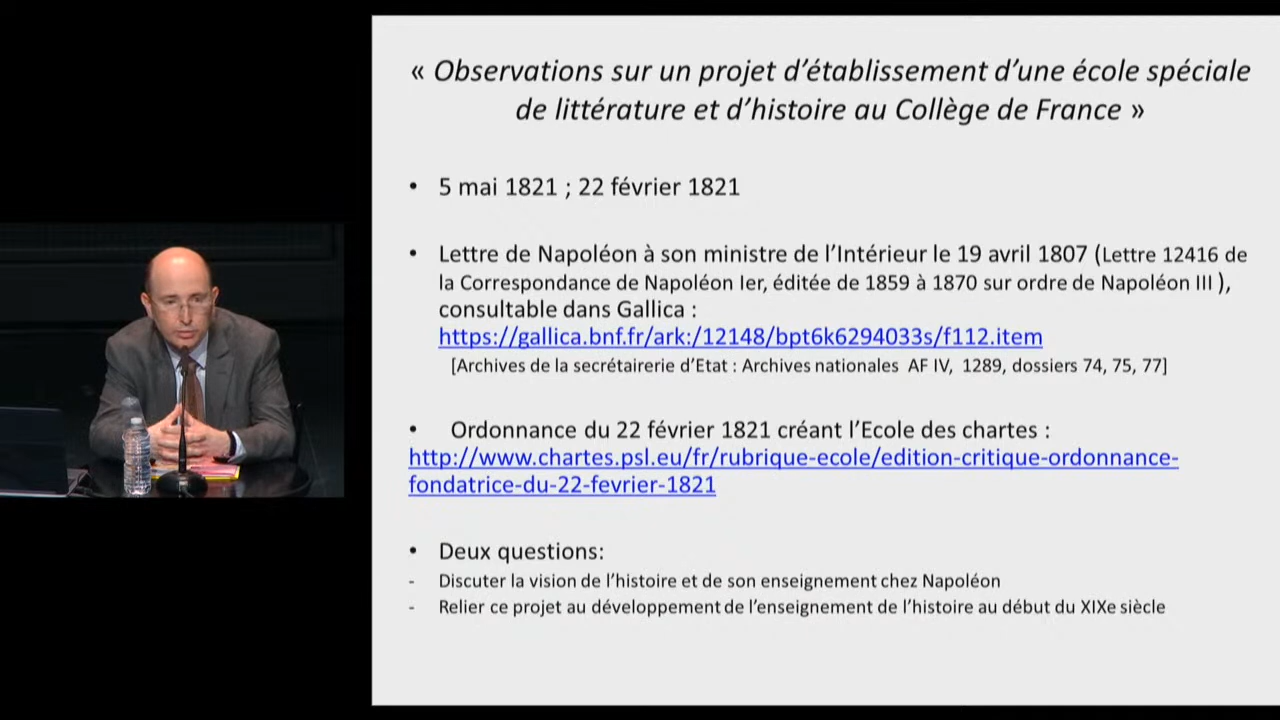 « Observations sur un projet d’établissement d’une école spéciale
de littérature et d’histoire au Collège de France »
• 5 mai 1821 ; 22 février 1821
• Lettre de Napoléon à son ministre de l’Intérieur le 19 avril 1807 (Lettre 12416 de
la Correspondance de Napoléon Ier, éditée de 1859 à 1870 sur ordre de Napoléon III ),
consultable dans Gallica :
https://gallica.bnf.fr/ark:/12148/bpt6k6294033s/f112.item
[Archives de la secrétairerie d’Etat : Archives nationales AF IV, 1289, dossiers 74, 75, 77]
• Ordonnance du 22 février 1821 créant l’Ecole des chartes :
http://www.chartes.psl.eu/fr/rubrique-ecole/edition-critique-ordonnance-
fondatrice-du-22-fevrier-1821
• Deux questions:
- Discuter la vision de l’histoire et de son enseignement chez Napoléon
- Relier ce projet au développement de l’enseignement de l’histoire au début du XIXe siècle